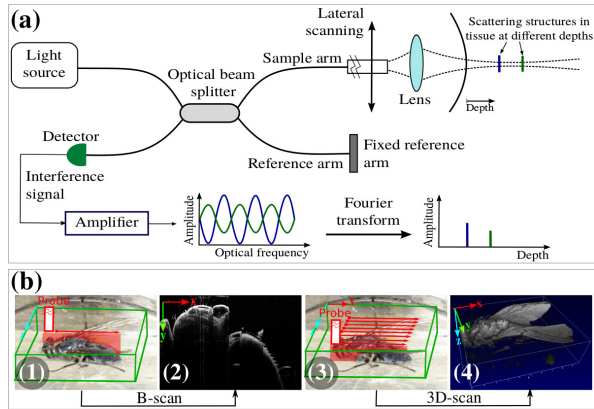 (a)
Light
source
Optical beam
splitter
Sample arm
Lateral
scanning
Lens
Scattering structures in
tissue at different depths
Depth
Detector
Interference
signal
Reference arm
Fixed reference
arm
Amplifier
Amplitude
Optical frequency
Fourier
transform
Amplitude
Depth
(b)
Probe
x
y
z
(1)
x
y
(2)
B-scan
Probe
x
y
z
(3)
x
y
z
(4)
3D-scan